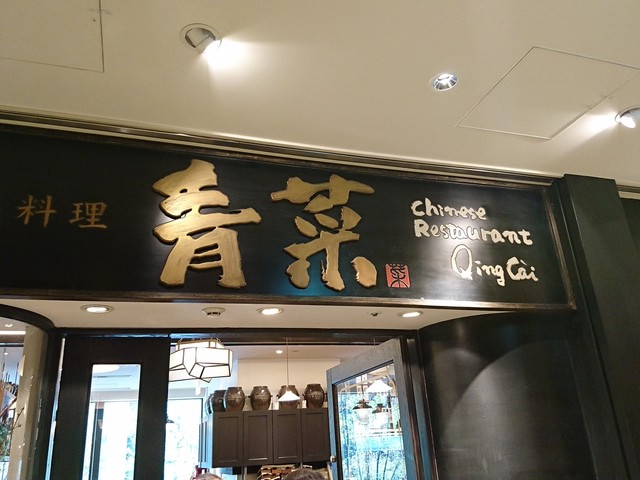 料理
青菜
Chinese
Restaurant
Qing Cài